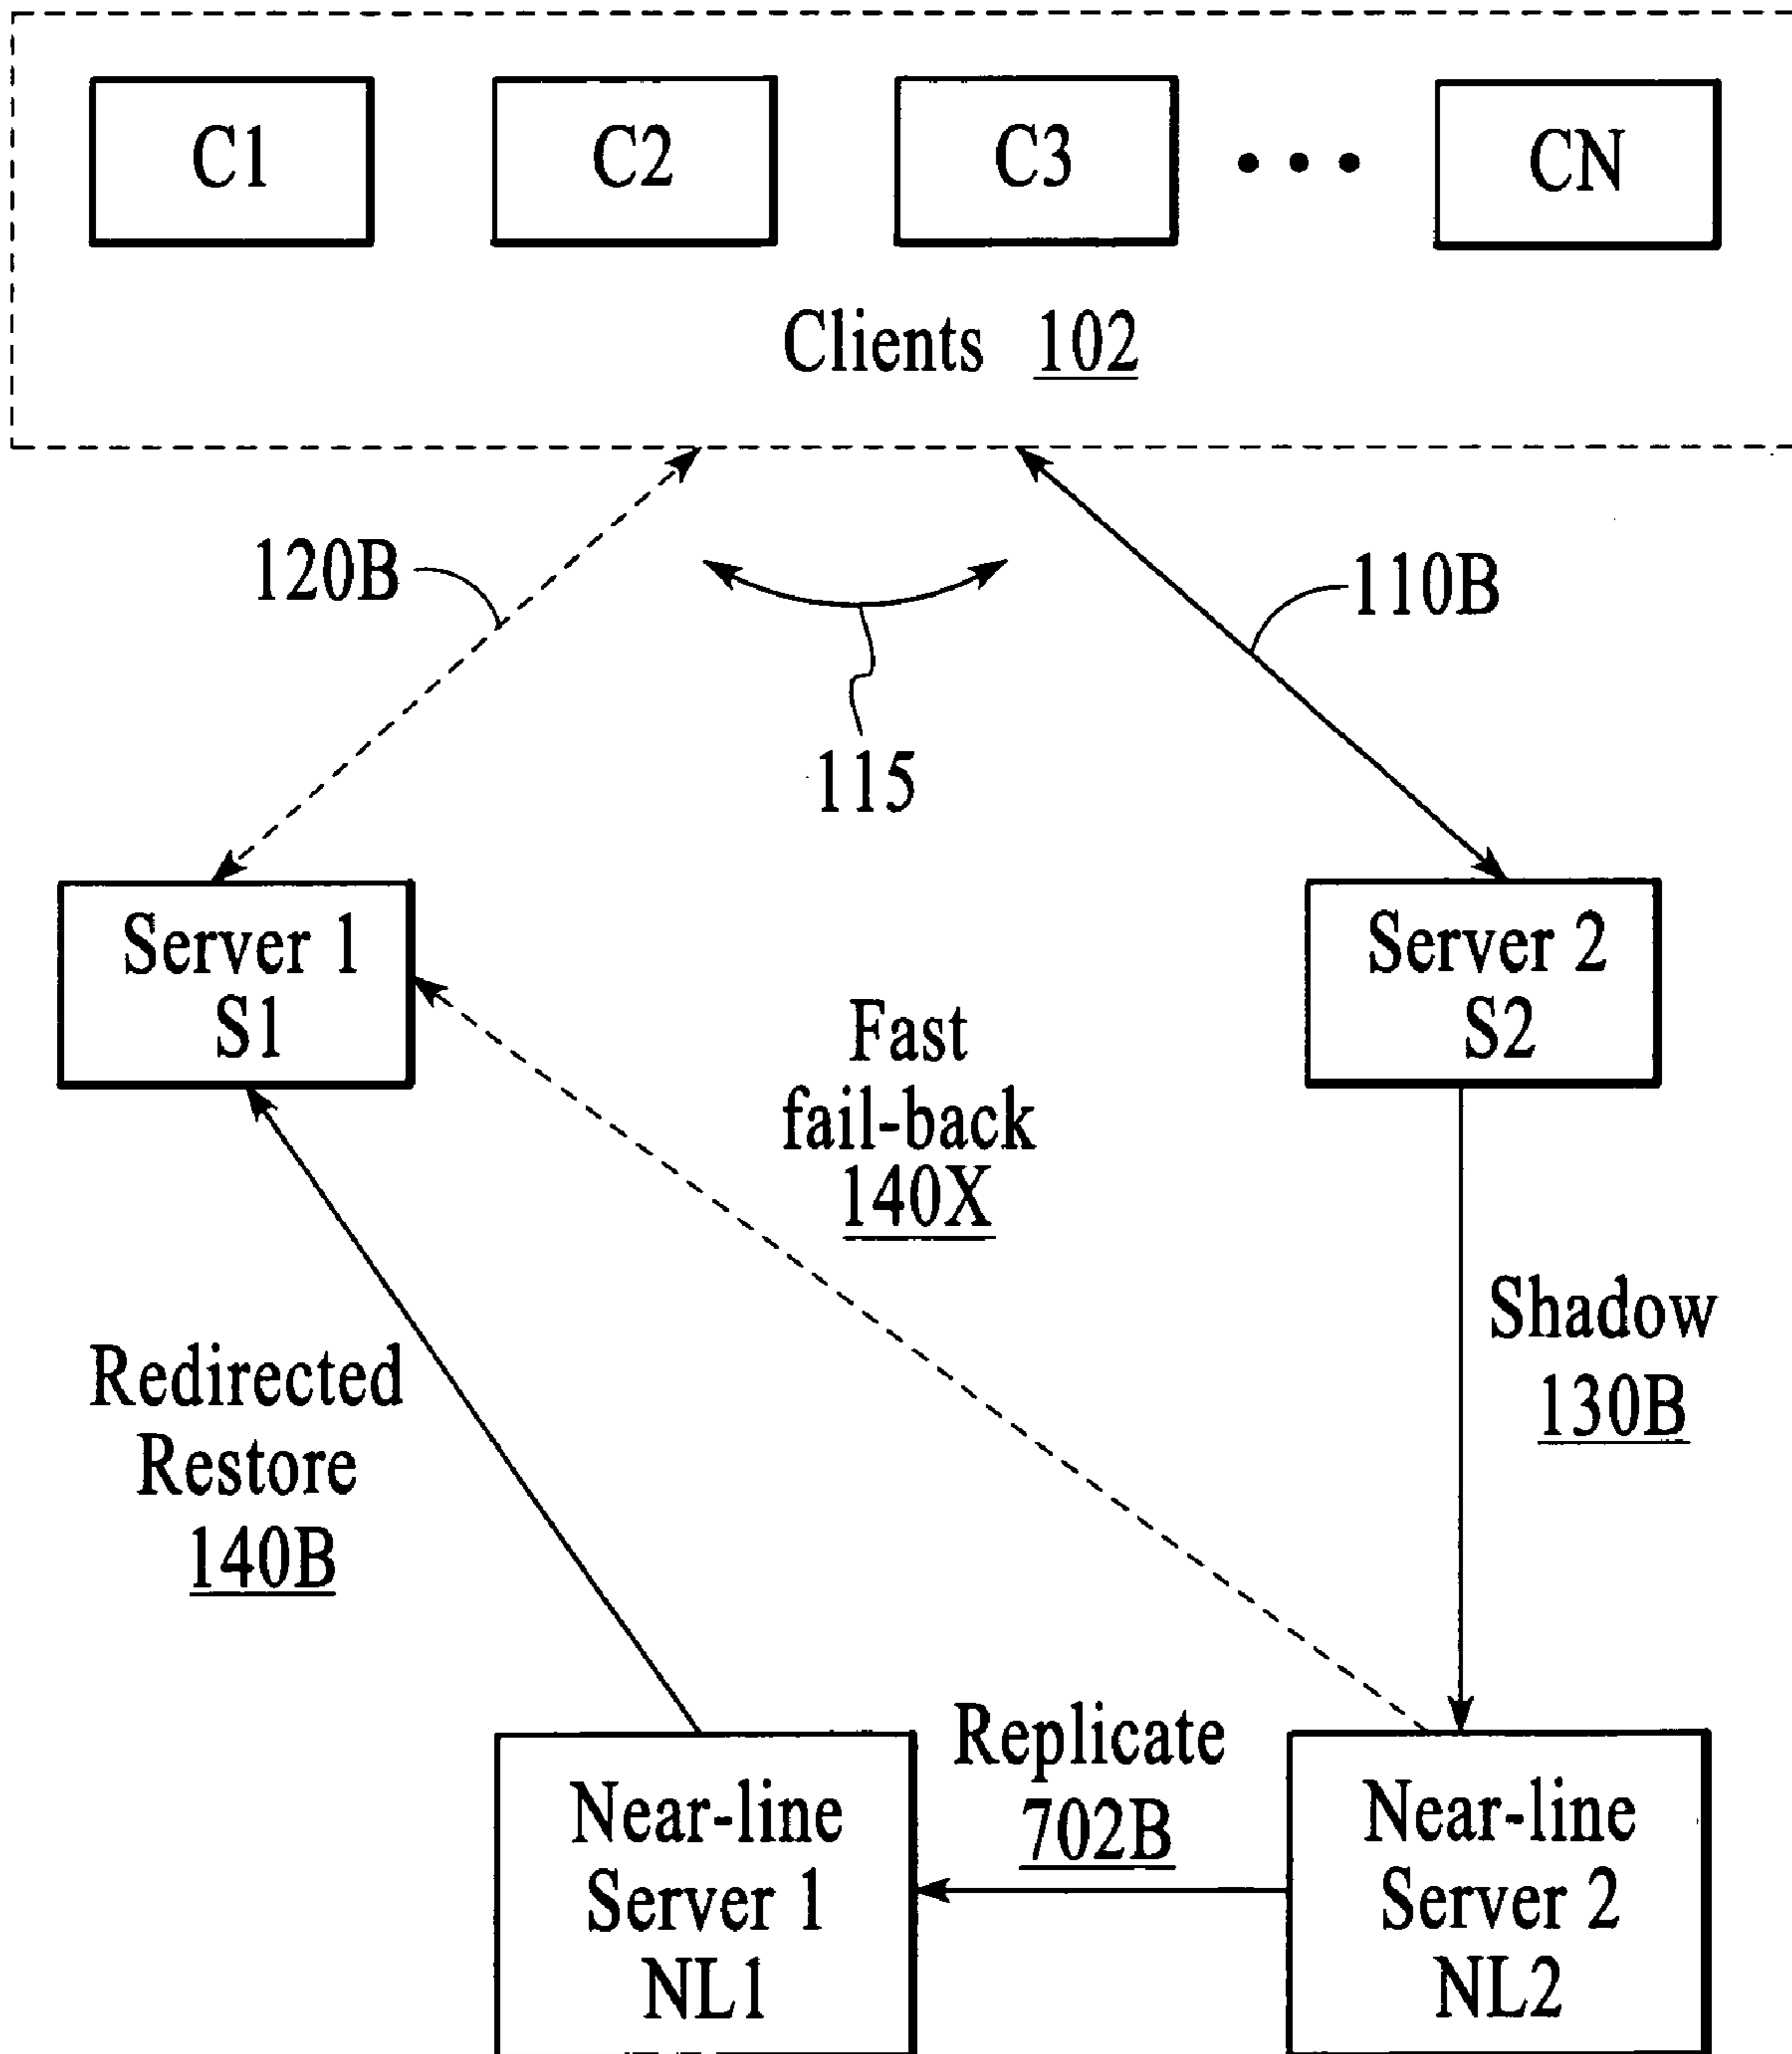 C1
C2
C3
CN
Clients 102
120B
110B
115
Server 1
S1
Server 2
S2
Fast
fail-back
140X
Shadow
130B
Redirected
Restore
140B
Replicate
702B
Near-line
Server 1
NL1
Near-line
Server 2
NL2